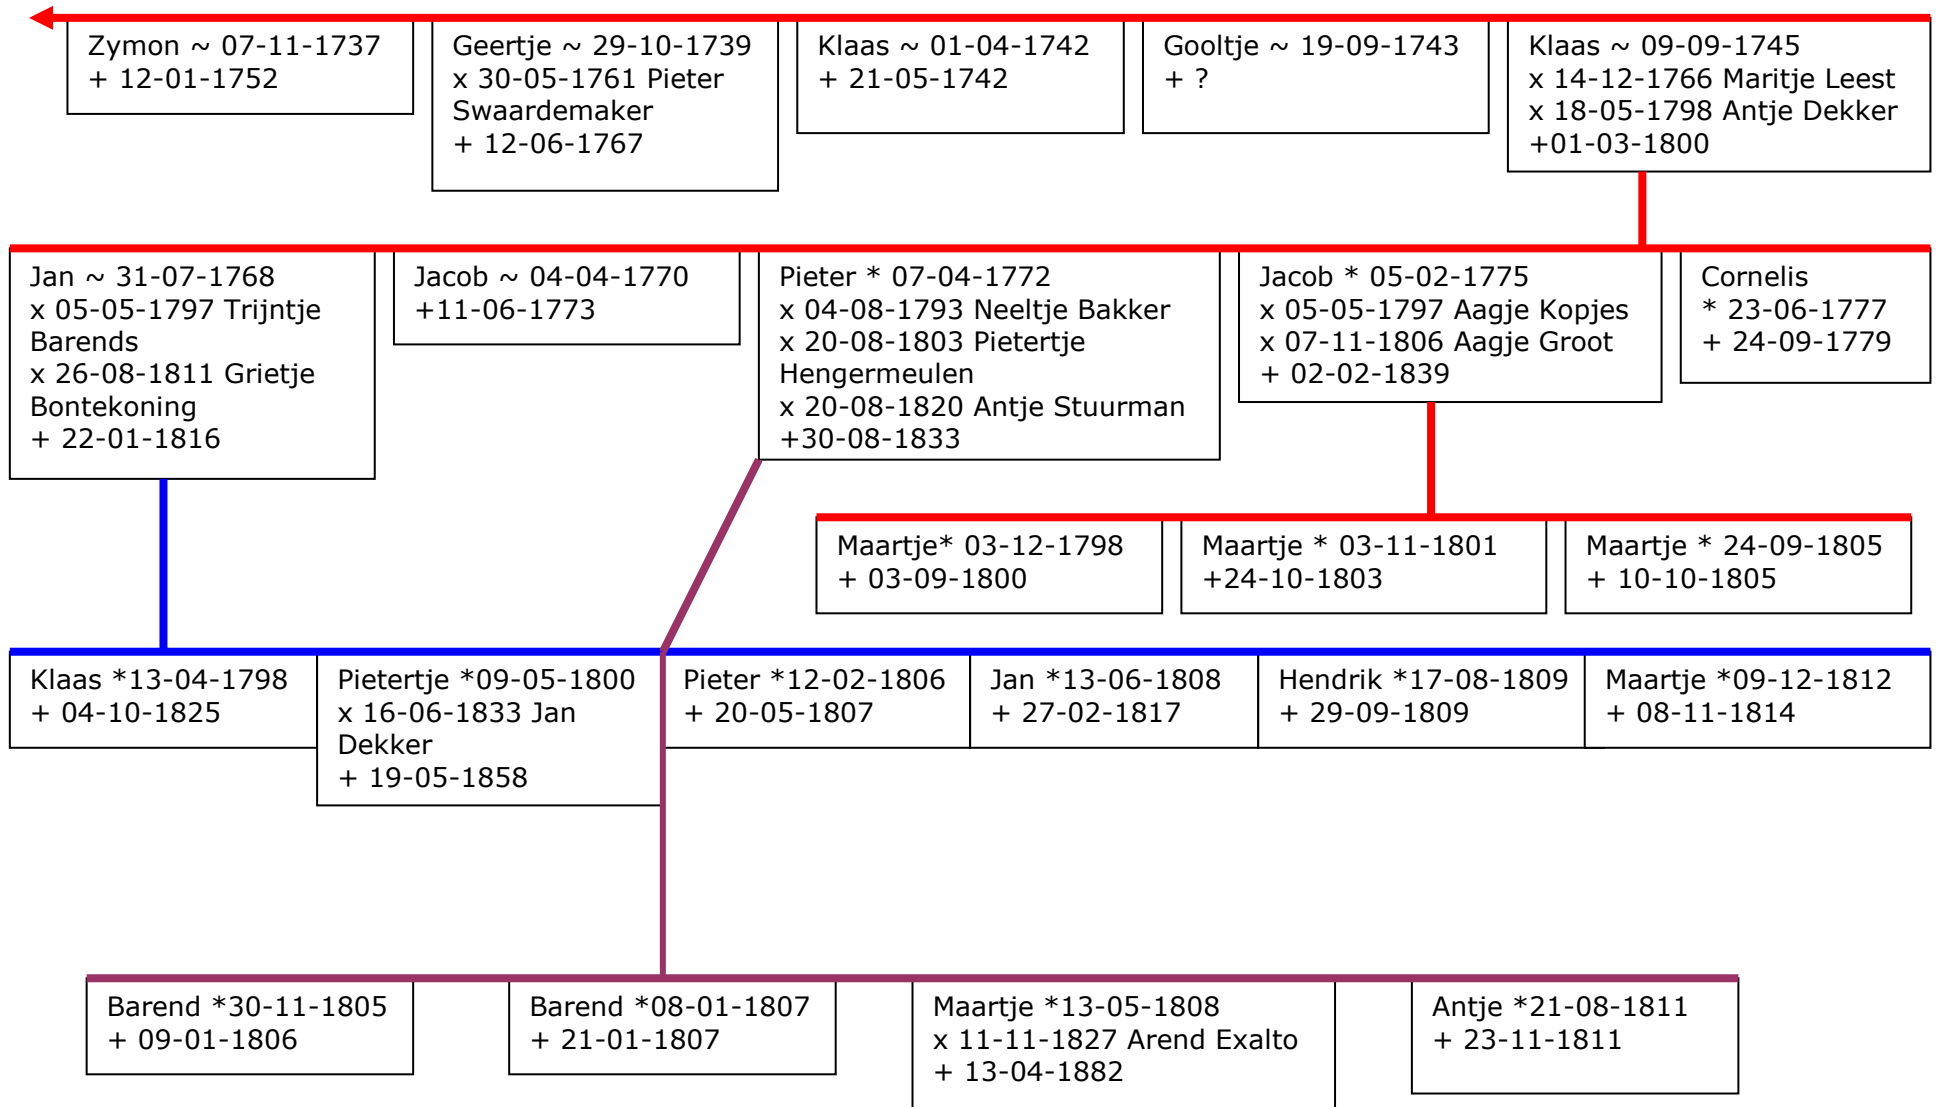 Zymon ~ 07-11-1737
+ 12-01-1752
Geertje ~ 29-10-1739
x 30-05-1761 Pieter
Swaardemaker
+ 12-06-1767
Klaas ~ 01-04-1742
+ 21-05-1742
Gooltje ~ 19-09-1743
+ ?
Klaas ~ 09-09-1745
x 14-12-1766 Maritje Leest
x 18-05-1798 Antje Dekker
+01-03-1800
Jan ~ 31-07-1768
x 05-05-1797 Trijntje
Barends
x 26-08-1811 Grietje
Bontekoning
+ 22-01-1816
Jacob ~ 04-04-1770
+11-06-1773
Pieter * 07-04-1772
x 04-08-1793 Neeltje Bakker
x 20-08-1803 Pietertje
Hengermeulen
x 20-08-1820 Antje Stuurman
+30-08-1833
Jacob * 05-02-1775
x 05-05-1797 Aagje Kopjes
x 07-11-1806 Aagje Groot
+ 02-02-1839
Cornelis
* 23-06-1777
+ 24-09-1779
Maartje* 03-12-1798
+ 03-09-1800
Maartje * 03-11-1801
+24-10-1803
Maartje * 24-09-1805
+ 10-10-1805
Klaas *13-04-1798
+ 04-10-1825
Pietertje *09-05-1800
x 16-06-1833 Jan
Dekker
+ 19-05-1858
Pieter *12-02-1806
+ 20-05-1807
Jan *13-06-1808
+ 27-02-1817
Hendrik *17-08-1809
+ 29-09-1809
Maartje *09-12-1812
+ 08-11-1814
Barend *30-11-1805
+ 09-01-1806
Barend *08-01-1807
+ 21-01-1807
Maartje *13-05-1808
x 11-11-1827 Arend Exalto
+ 13-04-1882
Antje *21-08-1811
+ 23-11-1811